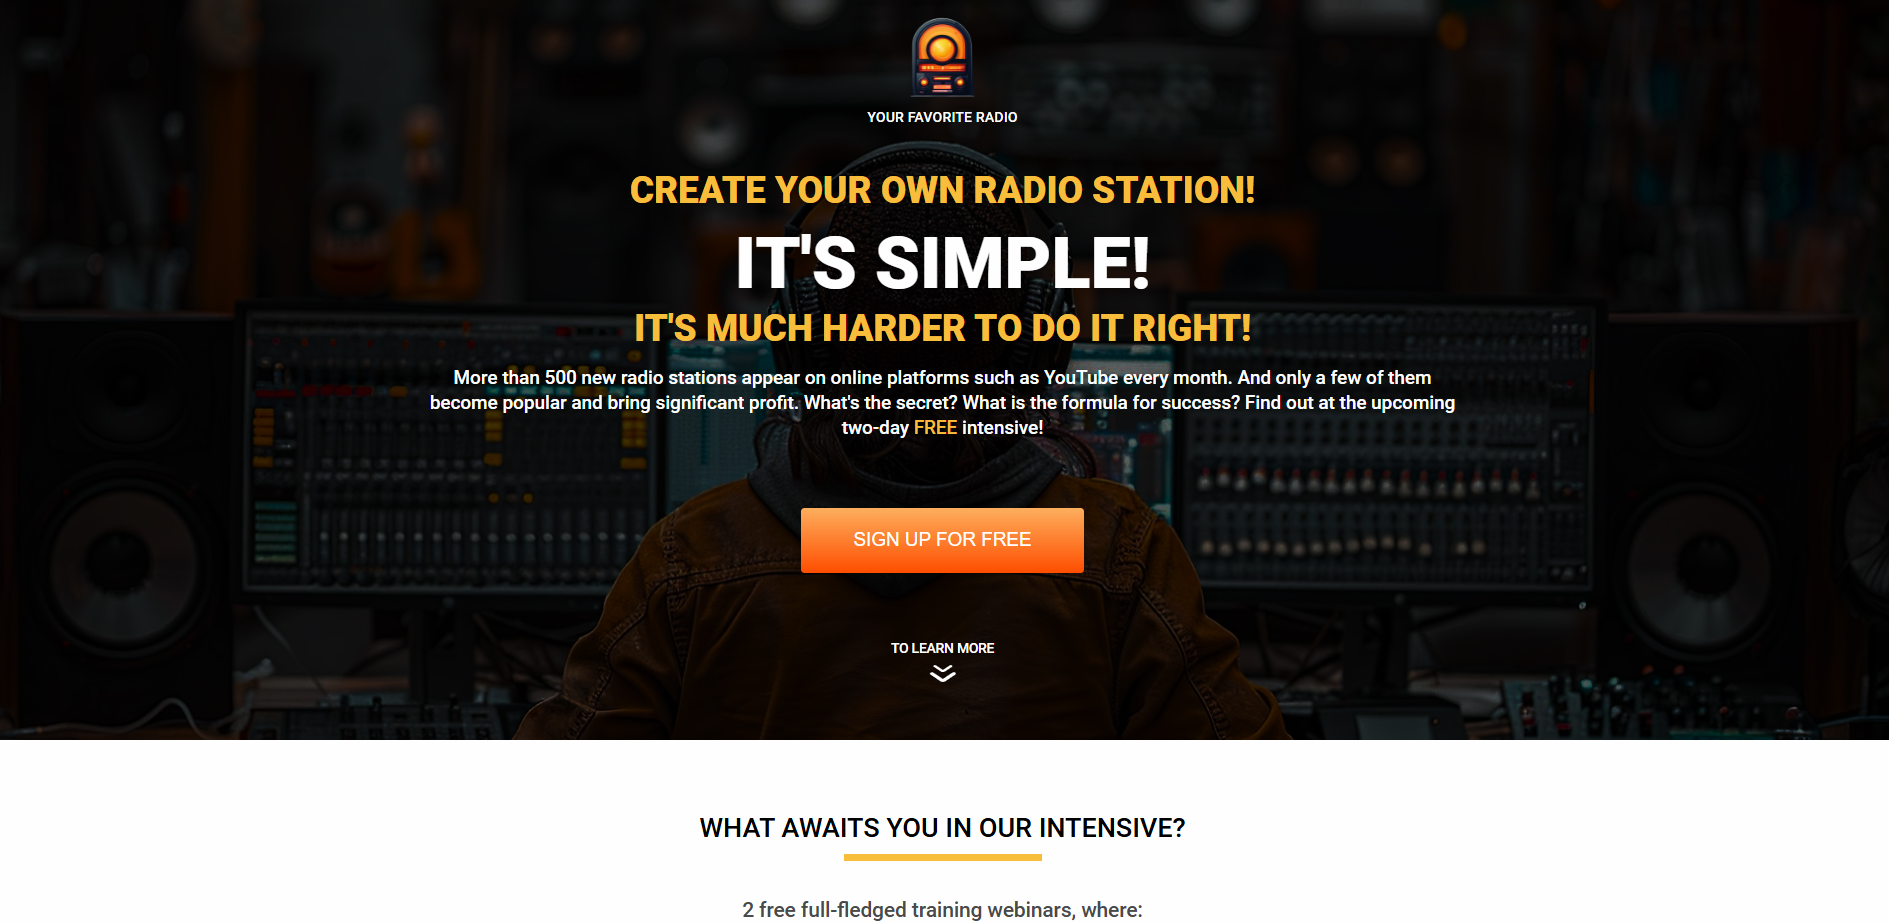 YOUR FAVORITE RADIO
CREATE YOUR OWN RADIO STATION!
IT'S SIMPLE!
IT'S MUCH HARDER TO DO IT RIGHT!
More than 500 new radio stations appear on online platforms such as YouTube every month. And only a few of them
become popular and bring significant profit. What's the secret? What is the formula for success? Find out at the upcoming
two-day FREE intensive!
SIGN UP FOR FREE
TO LEARN MORE
WHAT AWAITS YOU IN OUR INTENSIVE?
2 free full-fledged training webinars, where: